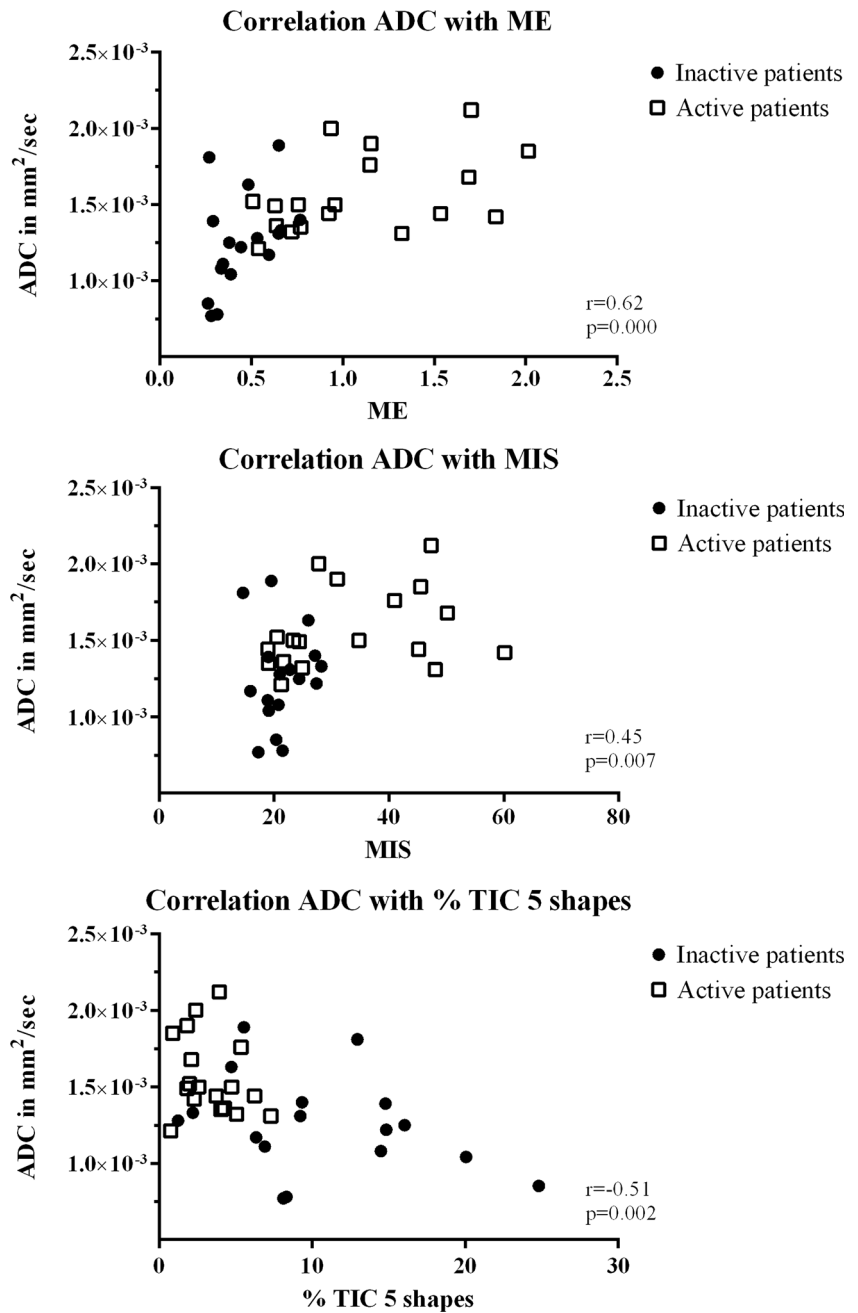 Correlation ADC with ME
2.5× 10⁻³
2.0× 10⁻³
1.5× 10⁻³
1.0× 10⁻³
ADC in mm²/sec
0.0 0.5 1.0 1.5 2.0 2.5
ME
Inactive patients
Active patients
r=0.62
p=0.000
Correlation ADC with MIS
2.5× 10⁻³
2.0× 10⁻³
1.5× 10⁻³
1.0× 10⁻³
ADC in mm²/sec
0 20 40 60 80
MIS
Inactive patients
Active patients
r=0.45
p=0.007
Correlation ADC with % TIC 5 shapes
2.5× 10⁻³
2.0× 10⁻³
1.5× 10⁻³
1.0× 10⁻³
ADC in mm²/sec
0 10 20 30
% TIC 5 shapes
Inactive patients
Active patients
r=-0.51
p=0.002